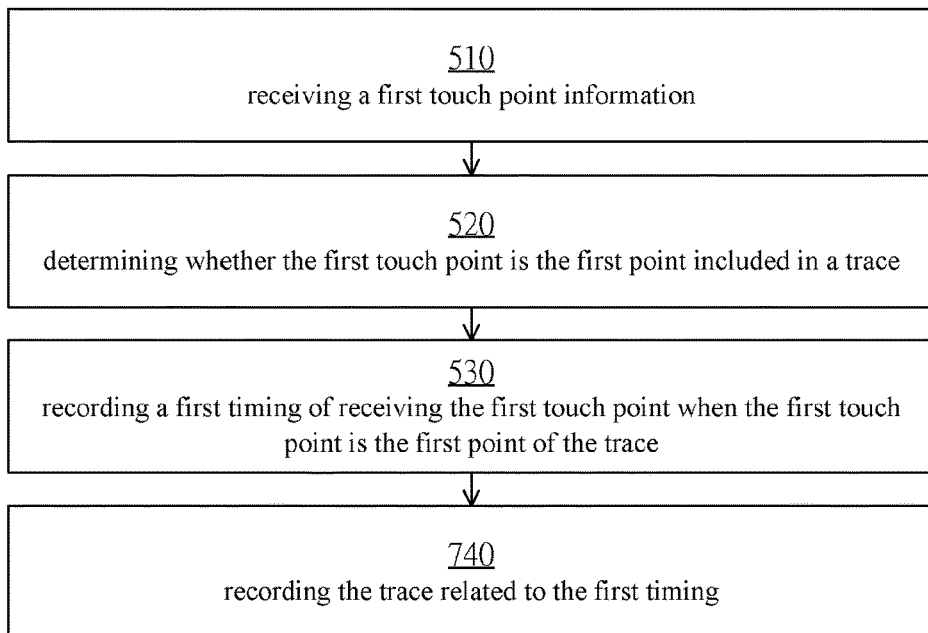 510
receiving a first touch point information
520
determining whether the first touch point is the first point included in a trace
530
recording a first timing of receiving the first touch point when the first touch
point is the first point of the trace
740
recording the trace related to the first timing